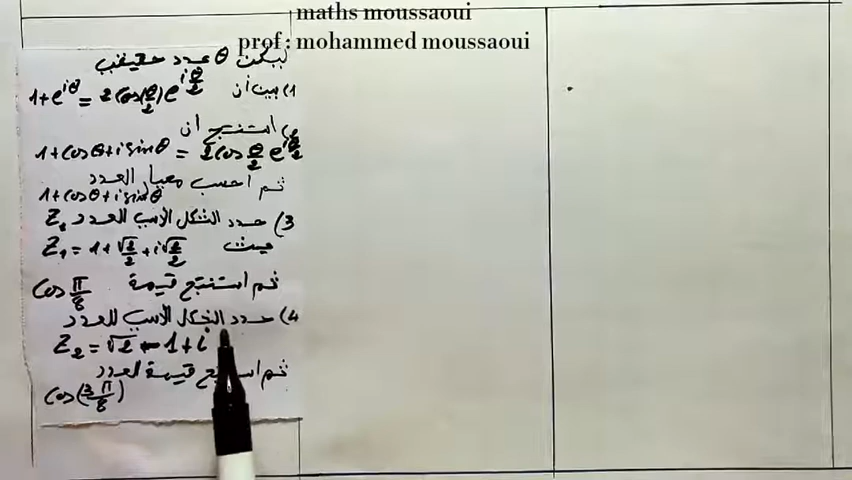 maths moussaoui
prof : mohammed moussaoui
ليكن θ عدد حقيقي
1) بين أن 1+e^{iθ} = 2cos(θ/2)e^{iθ/2}
2) استنتج ان
1+cosθ+isinθ = 2cos θ/2 e^{iθ/2}
ثم احسب معيار العدد
1+cosθ+isinθ
3) حدد الشكل الأسي للعدد Z₁
حيث Z₁ = 1+√2/2+i√2/2
ثم استنتج قيمة cos π/8
4) حدد الشكل الأسي للعدد
Z₂ = √2-1+i
ثم استنتج قيمة العدد
cos(3π/8)